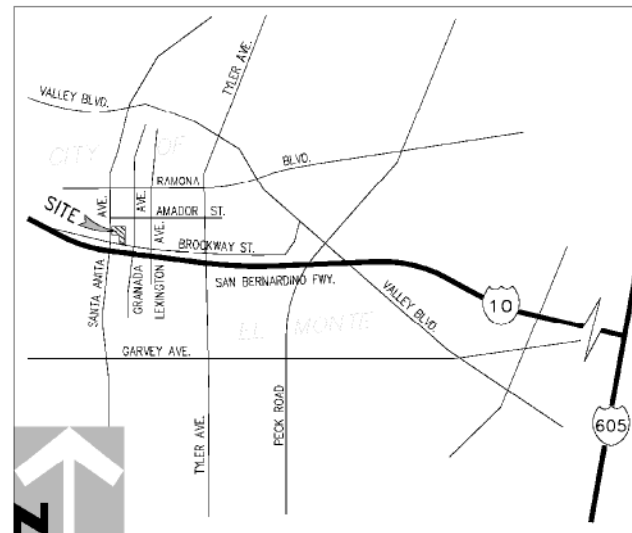 TYLER AVE.
VALLEY BLVD.
CITY OF
BLVD.
RAMONA
SITE
AVE.
AVE.
AMADOR ST.
AVE.
BROCKWAY ST.
SANTA ANITA
GRANADA
LEXINGTON
SAN BERNARDINO FWY.
VALLEY BLVD.
10
EL MONTE
GARVEY AVE.
605
TYLER AVE.
PECK ROAD
N